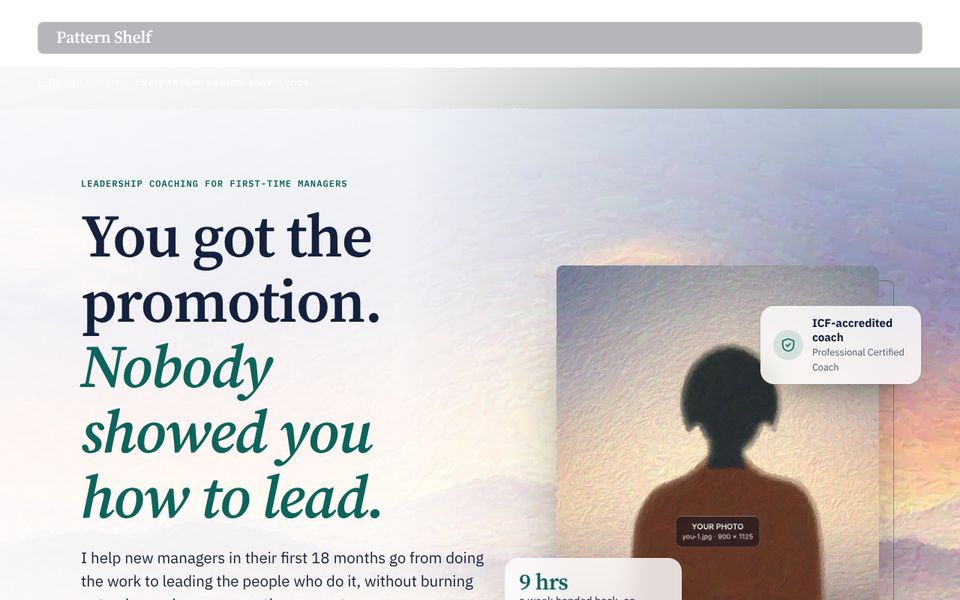 Pattern Shelf
Every section pattern, shown once
LEADERSHIP COACHING FOR FIRST-TIME MANAGERS
You got the
promotion.
Nobody
showed you
how to lead.
I help new managers in their first 18 months go from doing
the work to leading the people who do it, without burning
ICF-accredited
coach
Professional Certified
Coach
YOUR PHOTO
you-1.jpg · 900 × 1125
9 hrs